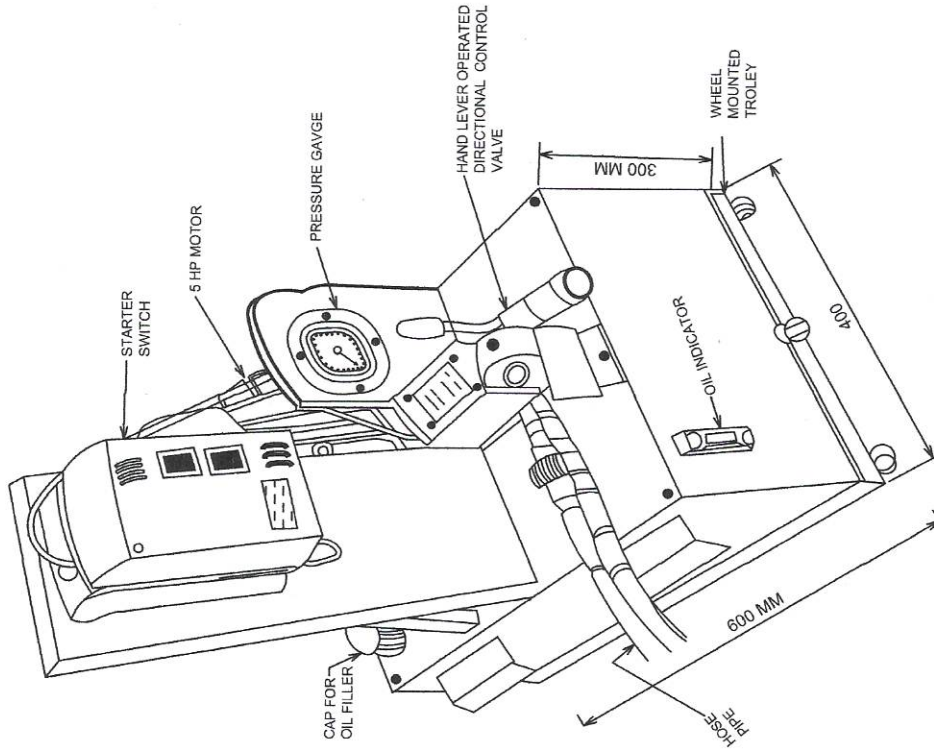 STARTER
SWITCH
5 HP MOTOR
PRESSURE GAVGE
HAND LEVER OPERATED
DIRECTIONAL CONTROL
VALVE
300 MM
WHEEL
MOUNTED
TROLEY
400
OIL INDICATOR
600 MM
HOSE
PIPE
CAP FOR
OIL FILLER